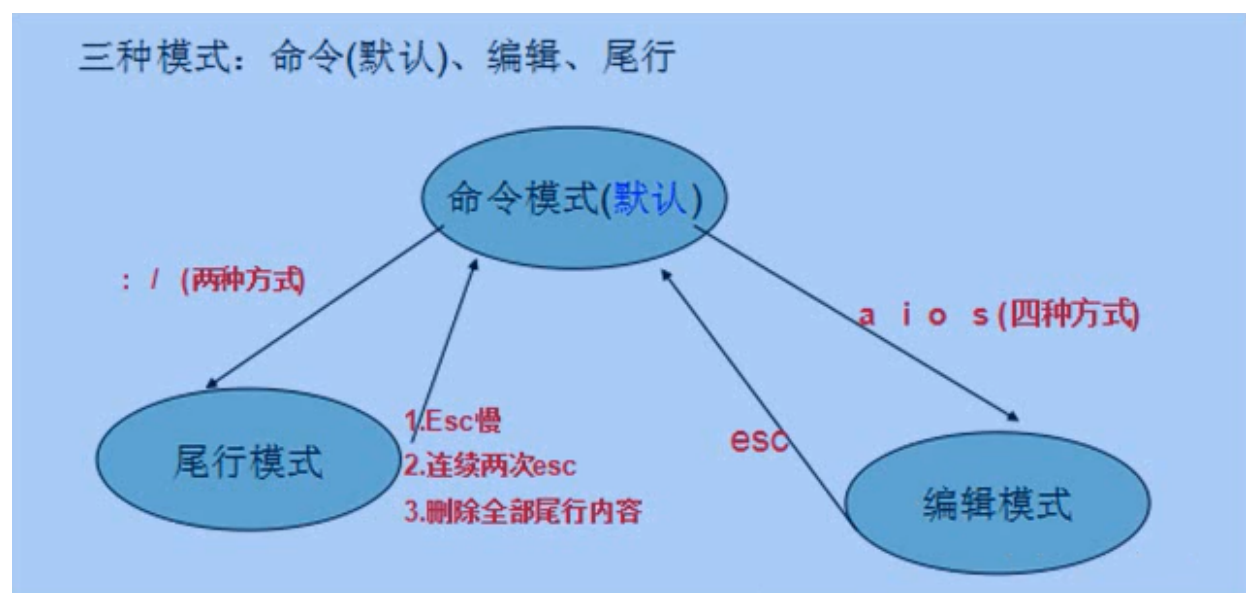 三种模式：命令(默认)、编辑、尾行
命令模式(默认)
: / (两种方式)
a i o s (四种方式)
1.Esc慢
2.连续两次esc
3.删除全部尾行内容
esc
尾行模式
编辑模式